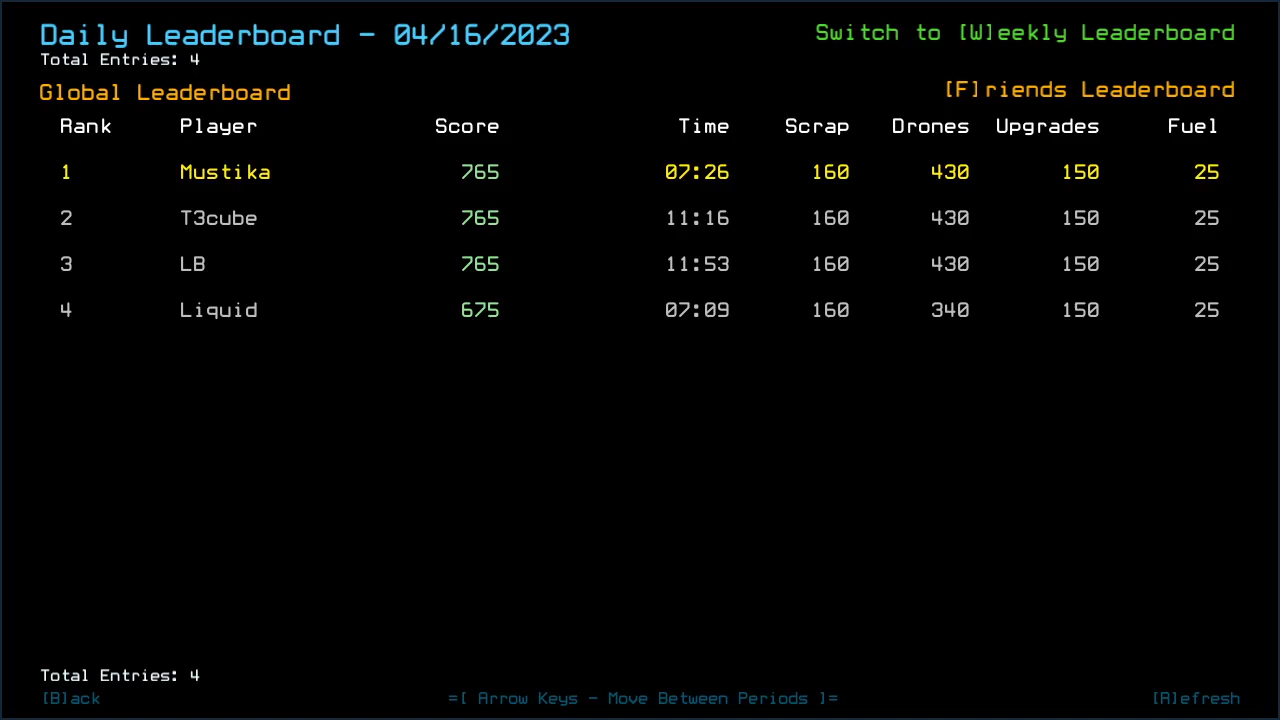 Daily Leaderboard - 04/16/2023 Switch to [W]eekly Leaderboard
Total Entries: 4
Global Leaderboard [F]riends Leaderboard
Rank Player Score Time Scrap Drones Upgrades Fuel
1 Mustika 765 07:26 160 430 150 25
2 T3cube 765 11:16 160 430 150 25
3 LB 765 11:53 160 430 150 25
4 Liquid 675 07:09 160 340 150 25
Total Entries: 4
[B]ack =[ Arrow Keys - Move Between Periods ]= [R]efresh